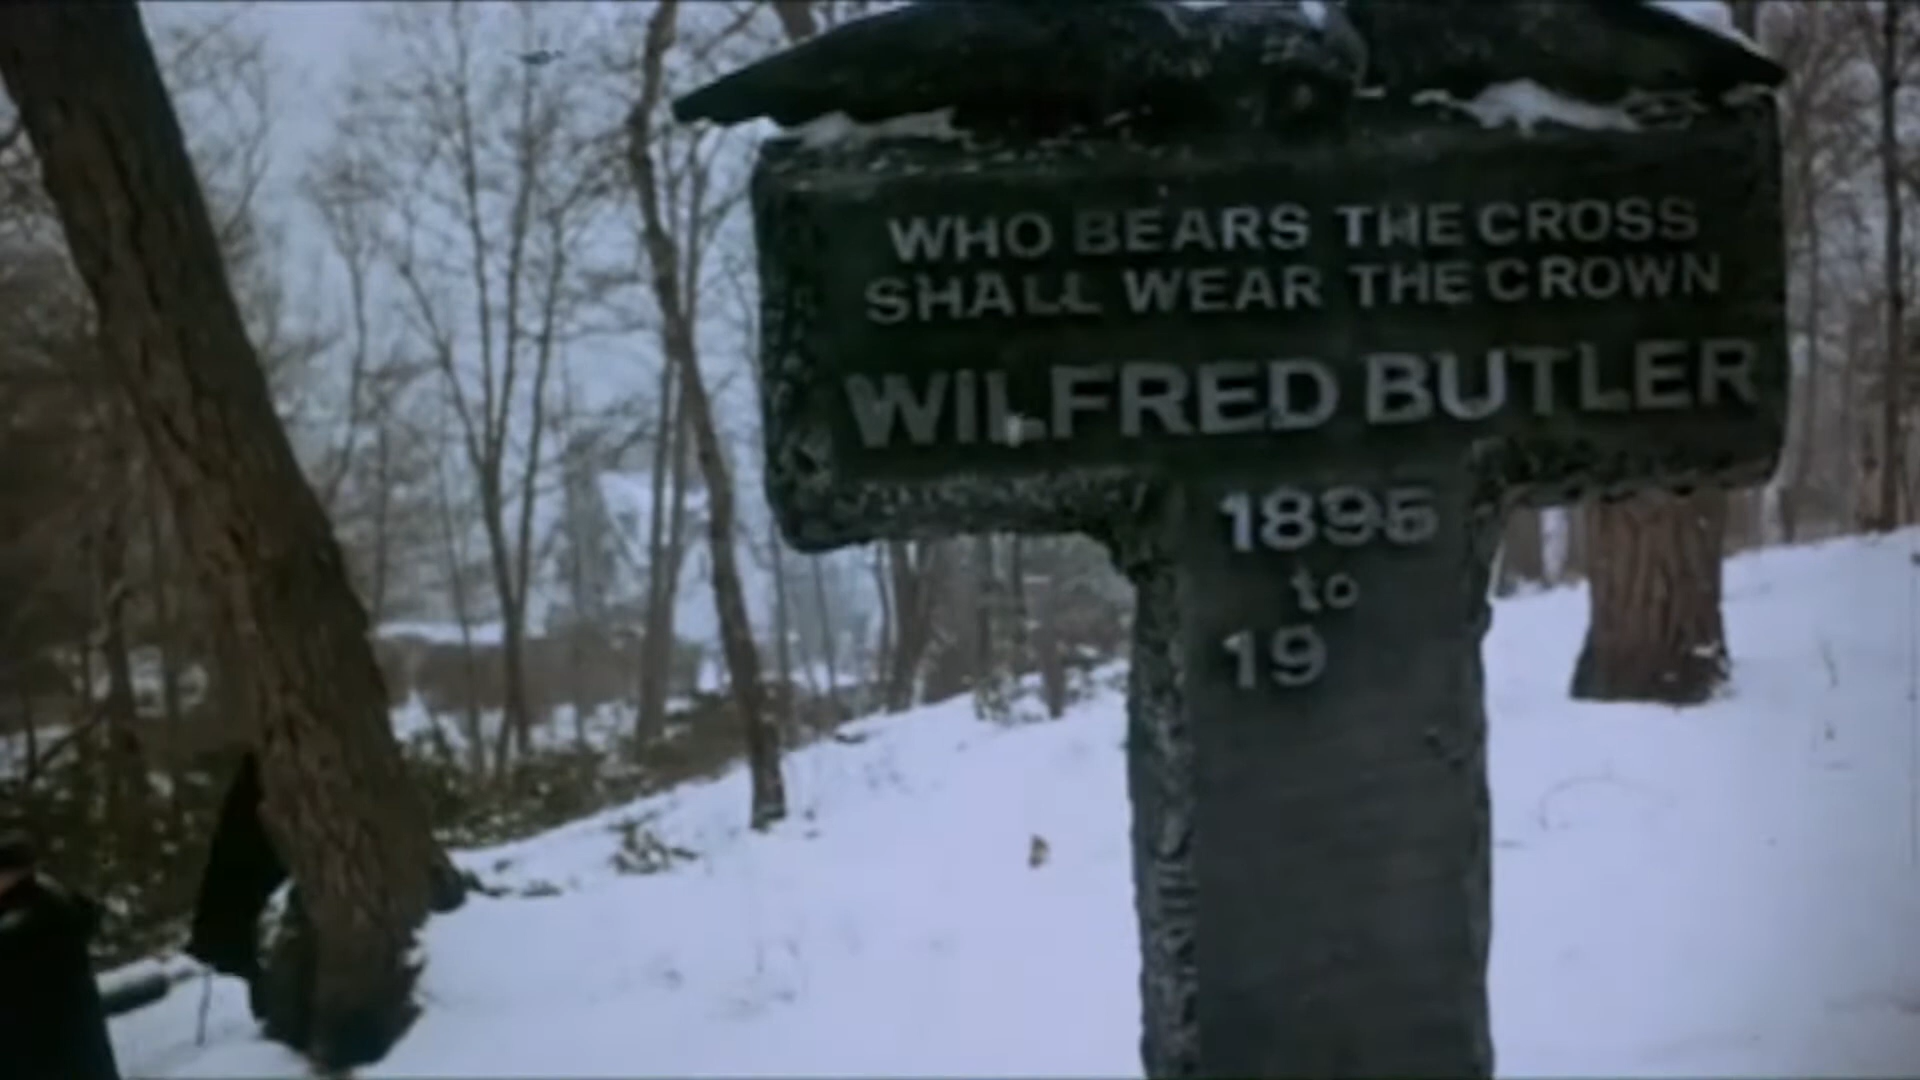 WHO BEARS THE CROSS
SHALL WEAR THE CROWN
WILFRED BUTLER
1895
to
19